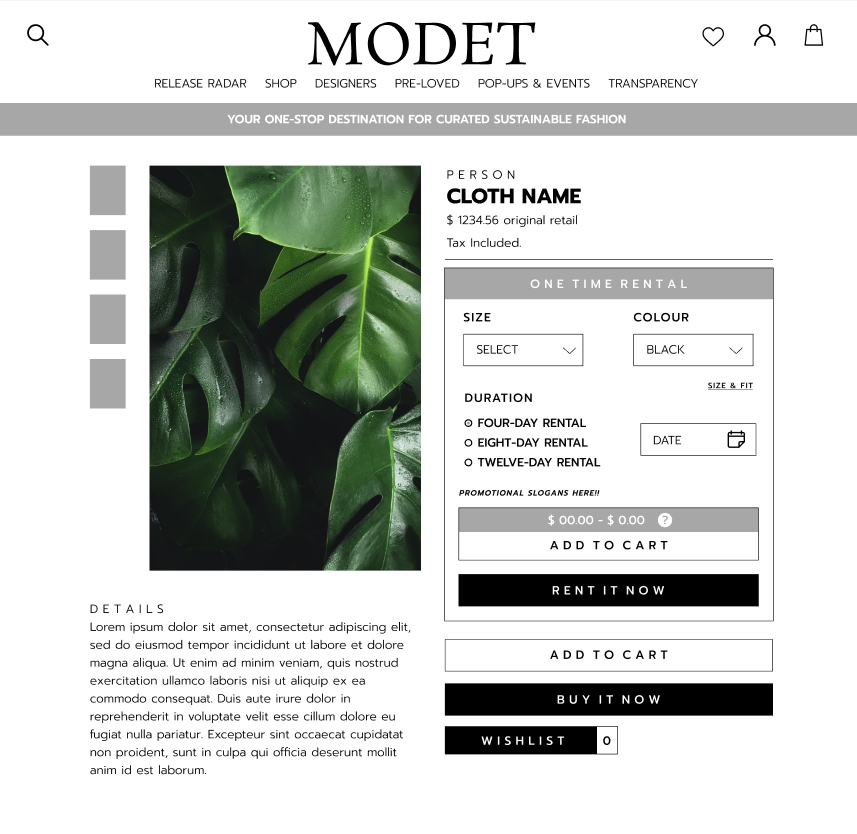 MODET
RELEASE RADAR SHOP DESIGNERS PRE-LOVED POP-UPS & EVENTS TRANSPARENCY
YOUR ONE-STOP DESTINATION FOR CURATED SUSTAINABLE FASHION
PERSON
CLOTH NAME
$ 1234.56 original retail
Tax Included.
ONE TIME RENTAL
SIZE COLOUR
SELECT BLACK
SIZE & FIT
DURATION
FOUR-DAY RENTAL
EIGHT-DAY RENTAL
TWELVE-DAY RENTAL
DATE
PROMOTIONAL SLOGANS HERE!!
$ 00.00 - $ 0.00 ?
ADD TO CART
RENT IT NOW
ADD TO CART
BUY IT NOW
WISHLIST 0
DETAILS
Lorem ipsum dolor sit amet, consectetur adipiscing elit,
sed do eiusmod tempor incididunt ut labore et dolore
magna aliqua. Ut enim ad minim veniam, quis nostrud
exercitation ullamco laboris nisi ut aliquip ex ea
commodo consequat. Duis aute irure dolor in
reprehenderit in voluptate velit esse cillum dolore eu
fugiat nulla pariatur. Excepteur sint occaecat cupidatat
non proident, sunt in culpa qui officia deserunt mollit
anim id est laborum.